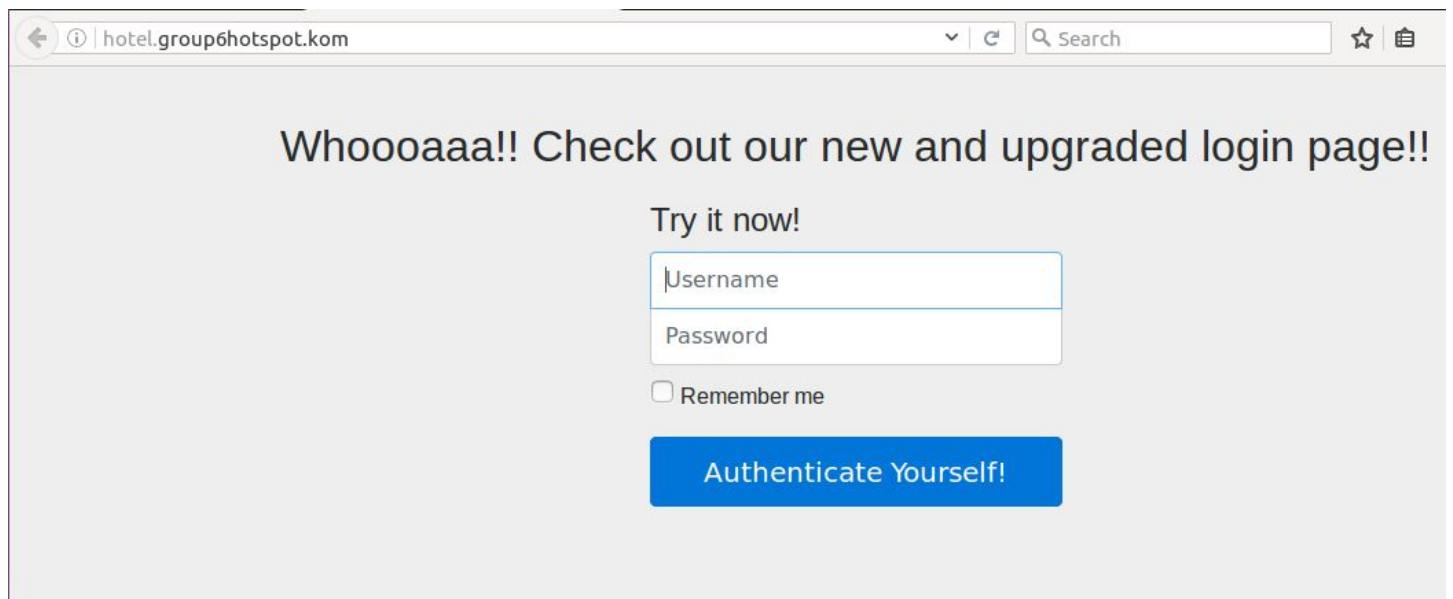 hotel.group6hotspot.kom
Search
Whoooaaa!! Check out our new and upgraded login page!!
Try it now!
Username
Password
Remember me
Authenticate Yourself!